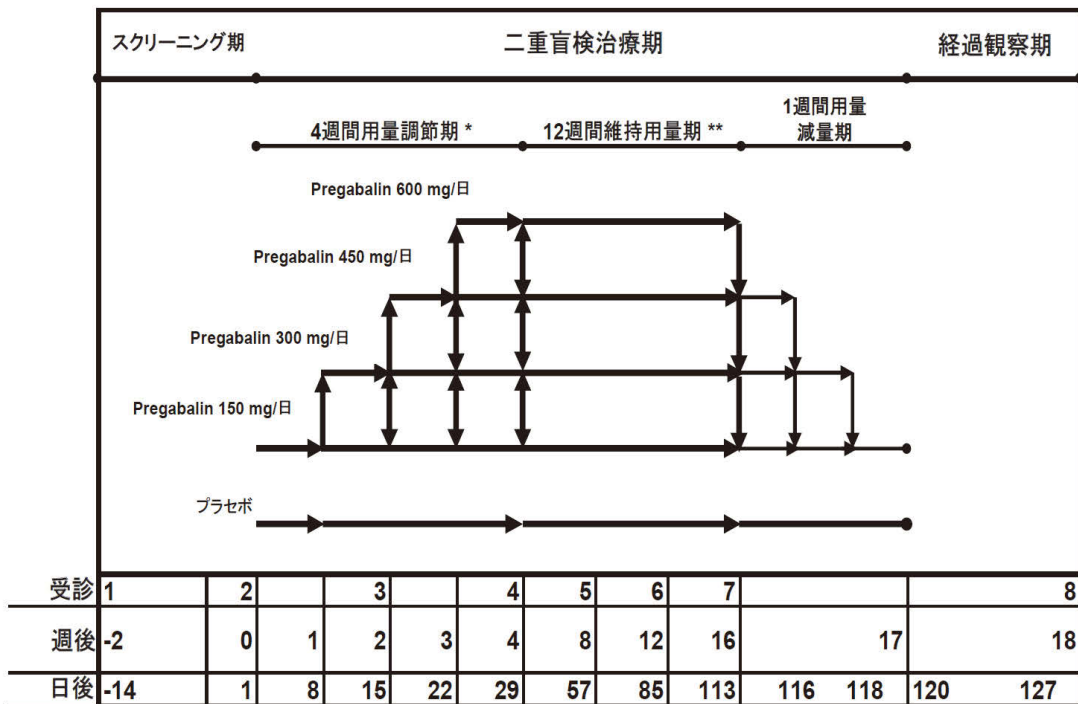 スクリーニング期 二重盲検治療期 経過観察期
4週間用量調節期 * 12週間維持用量期 ** 1週間用量
減量期
Pregabalin 600 mg/日
Pregabalin 450 mg/日
Pregabalin 300 mg/日
Pregabalin 150 mg/日
プラセボ
受診 1 2 3 4 5 6 7 8
週後 -2 0 1 2 3 4 8 12 16 17 18
日後 -14 1 8 15 22 29 57 85 113 116 118 120 127